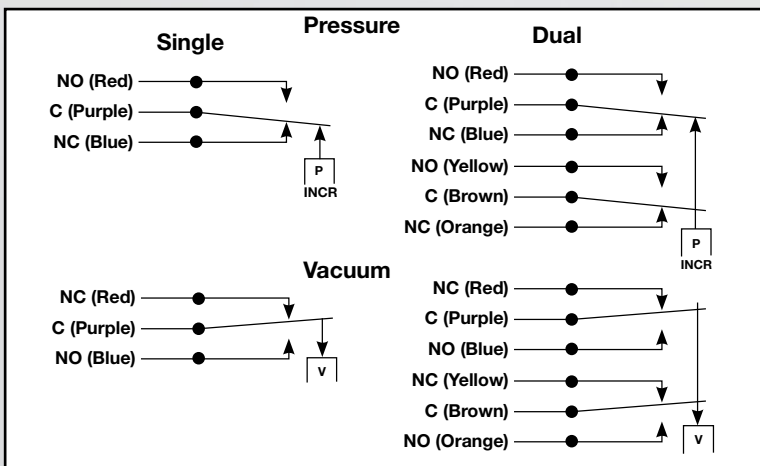 Pressure
Single
NO (Red)
C (Purple)
NC (Blue)
P
INCR
Dual
NO (Red)
C (Purple)
NC (Blue)
NO (Yellow)
C (Brown)
NC (Orange)
P
INCR
Vacuum
NC (Red)
C (Purple)
NO (Blue)
V
NC (Red)
C (Purple)
NO (Blue)
NC (Yellow)
C (Brown)
NO (Orange)
V